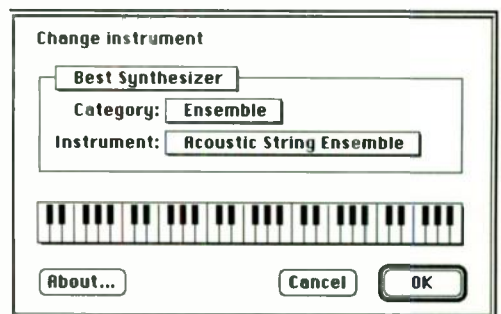 Change instrument
Best Synthesizer
Category: Ensemble
Instrument: Acoustic String Ensemble
About... Cancel OK